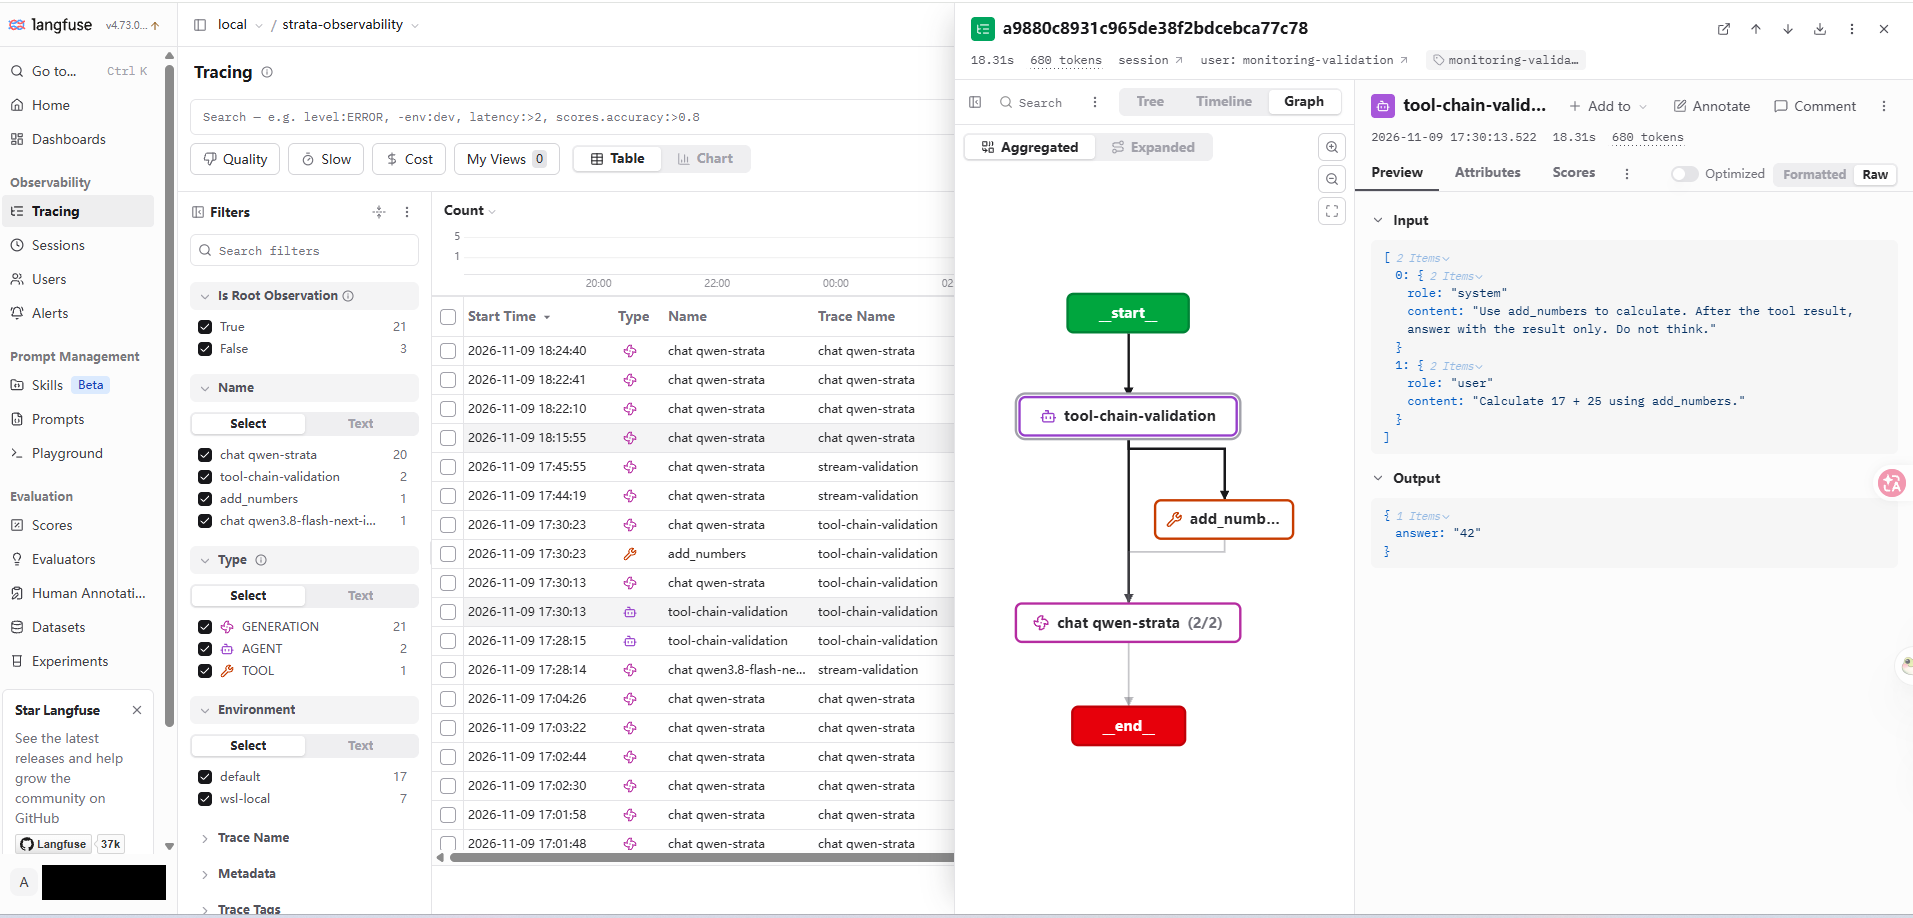 langfuse
v4.73.0...
local / strata-observability
Go to...
Ctrl K
Home
Dashboards
Observability
Tracing
Sessions
Users
Alerts
Prompt Management
Skills Beta
Prompts
Playground
Evaluation
Scores
Evaluators
Human Annotati...
Datasets
Experiments
Star Langfuse
See the latest
releases and help
grow the
community on
GitHub
Langfuse 37k
A
Tracing
Search — e.g. level:ERROR, -env:dev, latency:>2, scores.accuracy:>0.8
Quality Slow Cost My Views 0 Table Chart
Filters
Search filters
Is Root Observation
True 21
False 3
Name
Select Text
chat qwen-strata 20
tool-chain-validation 2
add_numbers 1
chat qwen3.8-flash-next-i... 1
Type
Select Text
GENERATION 21
AGENT 2
TOOL 1
Environment
Select Text
default 17
wsl-local 7
Trace Name
Metadata
Trace Tags
Count
5
1
20:00 22:00 00:00 02
Start Time Type Name Trace Name
2026-11-09 18:24:40 chat qwen-strata chat qwen-strata
2026-11-09 18:22:41 chat qwen-strata chat qwen-strata
2026-11-09 18:22:10 chat qwen-strata chat qwen-strata
2026-11-09 18:15:55 chat qwen-strata chat qwen-strata
2026-11-09 17:45:55 chat qwen-strata stream-validation
2026-11-09 17:44:19 chat qwen-strata stream-validation
2026-11-09 17:30:23 chat qwen-strata tool-chain-validation
2026-11-09 17:30:23 add_numbers tool-chain-validation
2026-11-09 17:30:13 chat qwen-strata tool-chain-validation
2026-11-09 17:30:13 tool-chain-validation tool-chain-validation
2026-11-09 17:28:15 tool-chain-validation tool-chain-validation
2026-11-09 17:28:14 chat qwen3.8-flash-ne... stream-validation
2026-11-09 17:04:26 chat qwen-strata chat qwen-strata
2026-11-09 17:03:22 chat qwen-strata chat qwen-strata
2026-11-09 17:02:44 chat qwen-strata chat qwen-strata
2026-11-09 17:02:30 chat qwen-strata chat qwen-strata
2026-11-09 17:01:58 chat qwen-strata chat qwen-strata
2026-11-09 17:01:48 chat qwen-strata chat qwen-strata
a9880c8931c965de38f2bdcebca77c78
18.31s 680 tokens session user: monitoring-validation monitoring-valida...
Search
Tree Timeline Graph
Aggregated Expanded
__start__
tool-chain-validation
add_numb...
chat qwen-strata (2/2)
__end__
tool-chain-valid... Add to Annotate Comment
2026-11-09 17:30:13.522 18.31s 680 tokens
Preview Attributes Scores Optimized Formatted Raw
Input
[ 2 Items
0: { 2 Items
role: "system"
content: "Use add_numbers to calculate. After the tool result,
answer with the result only. Do not think."
}
1: { 2 Items
role: "user"
content: "Calculate 17 + 25 using add_numbers."
}
]
Output
{ 1 Items
answer: "42"
}